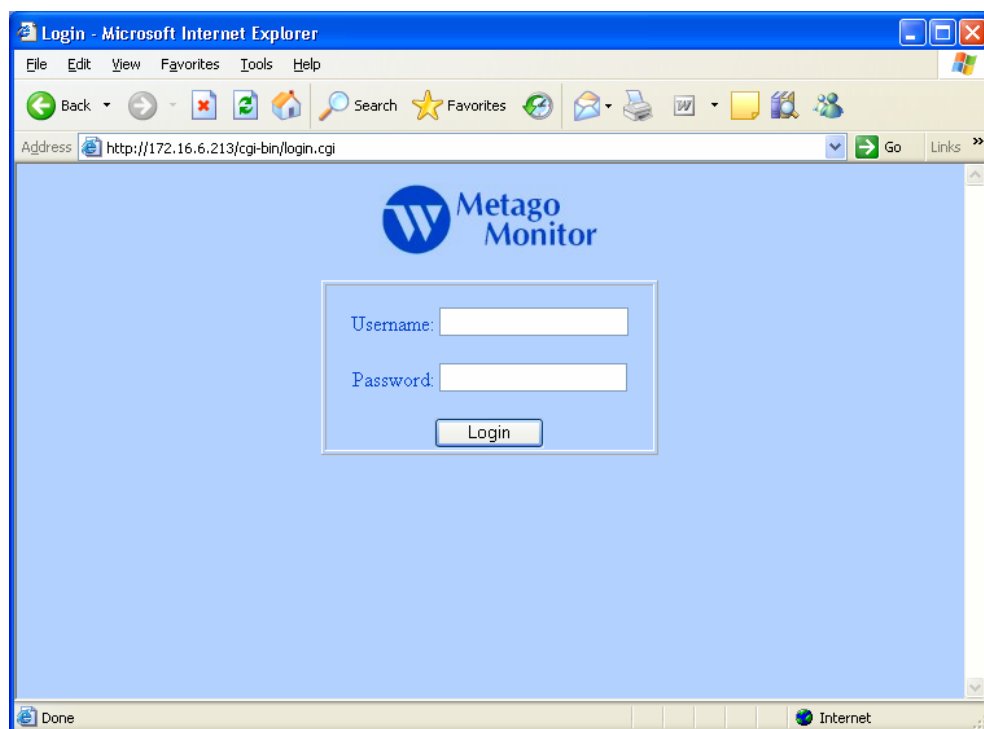 Login - Microsoft Internet Explorer
File Edit View Favorites Tools Help
Back Search Favorites
Address http://172.16.6.213/cgi-bin/login.cgi Go Links »
Metago
Monitor
Username:
Password:
Login
Done Internet